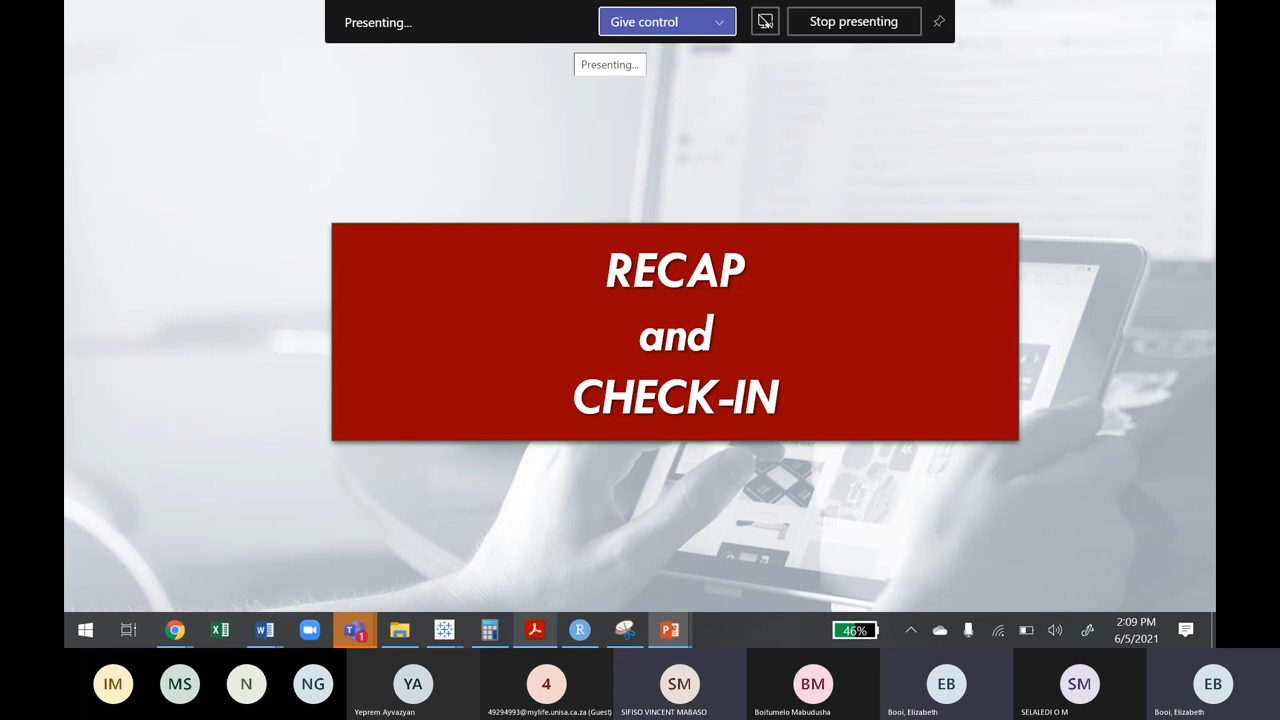 Presenting...
Give control
Stop presenting
Presenting...
RECAP
and
CHECK-IN
46%
2:09 PM
6/5/2021
1
IM
MS
N
NG
YA
4
SM
BM
EB
SM
EB
Yeprem Ayvazyan
49294993@mylife.unisa.ca.za (Guest)
SIFISO VINCENT MABASO
Boitumelo Mabudusha
Booi, Elizabeth
SELALEDI O M
Booi, Elizabeth